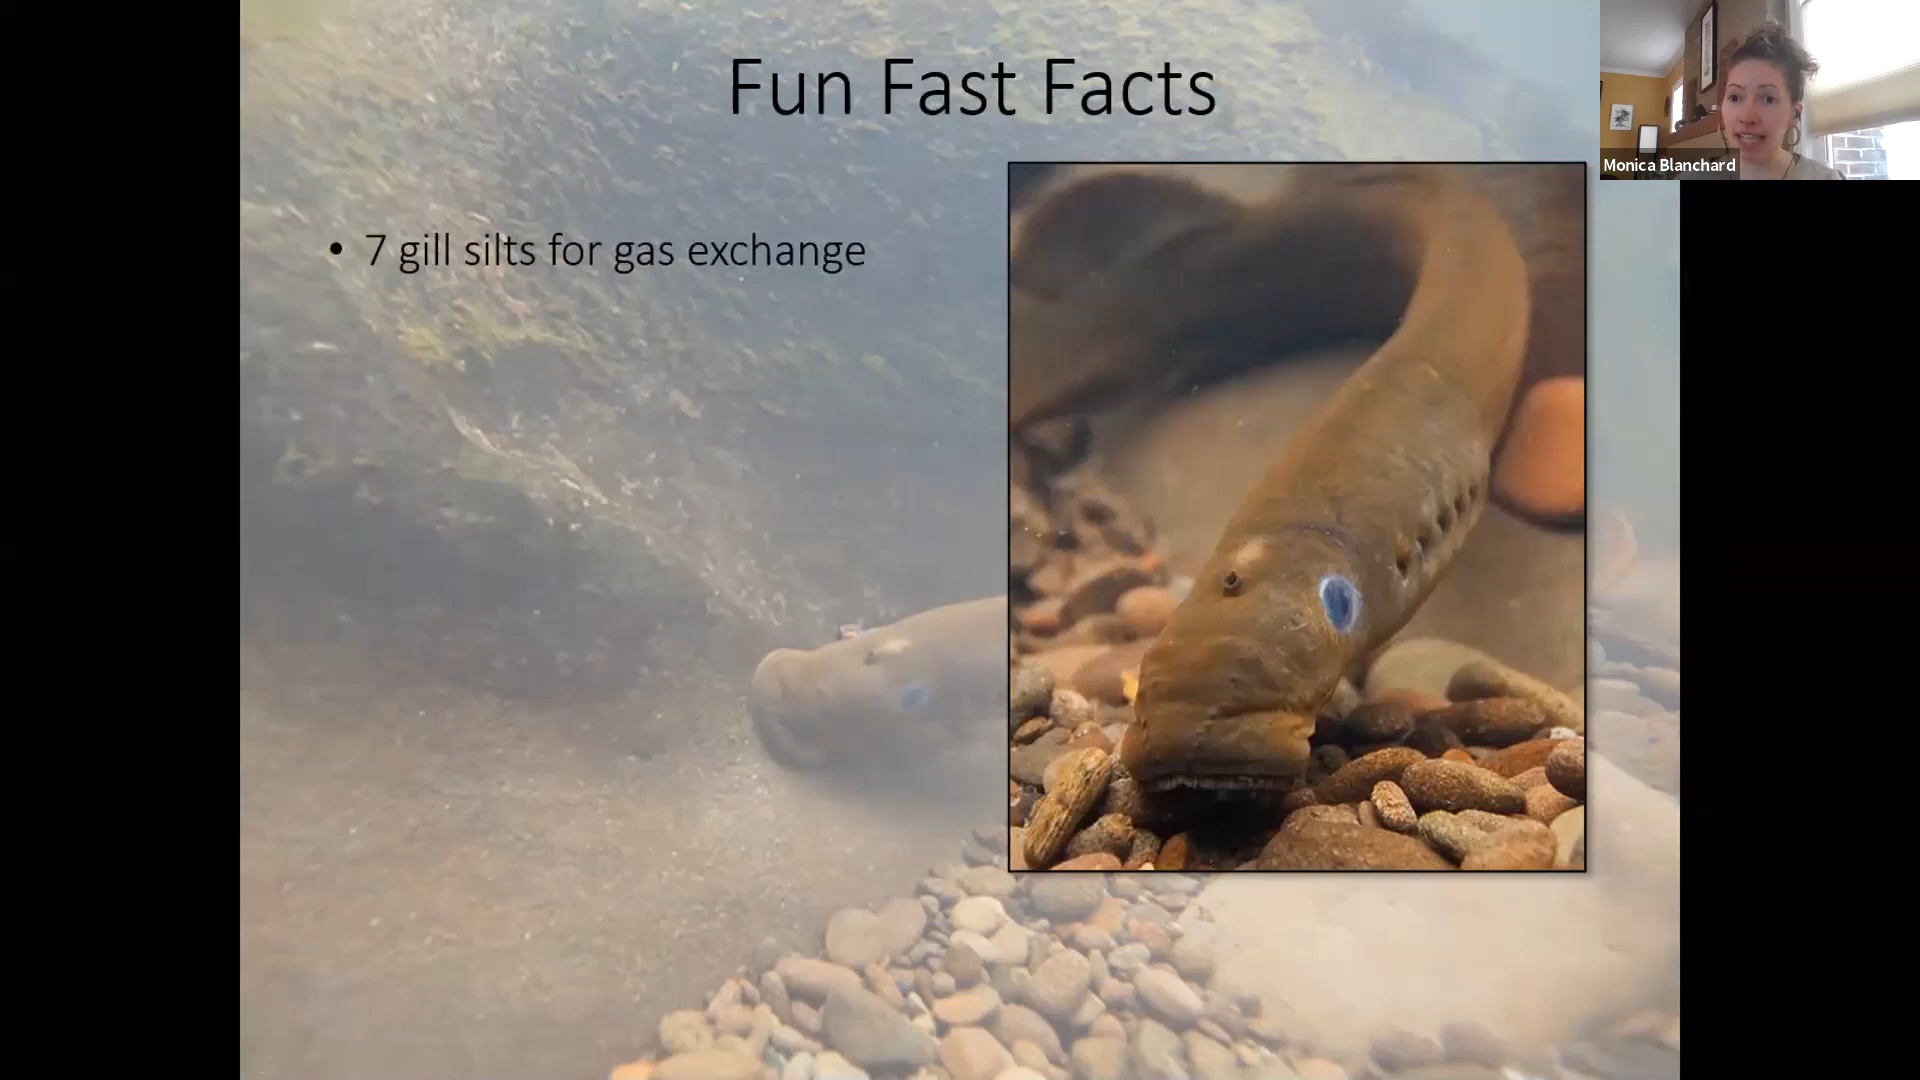 Fun Fast Facts
Monica Blanchard
• 7 gill silts for gas exchange